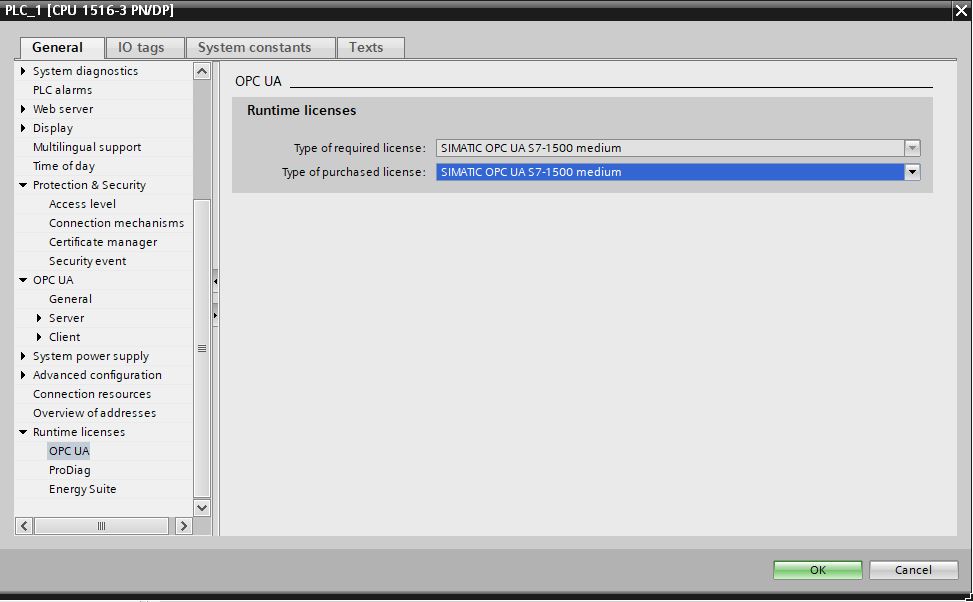 PLC_1 [CPU 1516-3 PN/DP]
General
IO tags
System constants
Texts
System diagnostics
PLC alarms
Web server
Display
Multilingual support
Time of day
Protection & Security
Access level
Connection mechanisms
Certificate manager
Security event
OPC UA
General
Server
Client
System power supply
Advanced configuration
Connection resources
Overview of addresses
Runtime licenses
OPC UA
ProDiag
Energy Suite
OPC UA
Runtime licenses
Type of required license: SIMATIC OPC UA S7-1500 medium
Type of purchased license: SIMATIC OPC UA S7-1500 medium
OK
Cancel